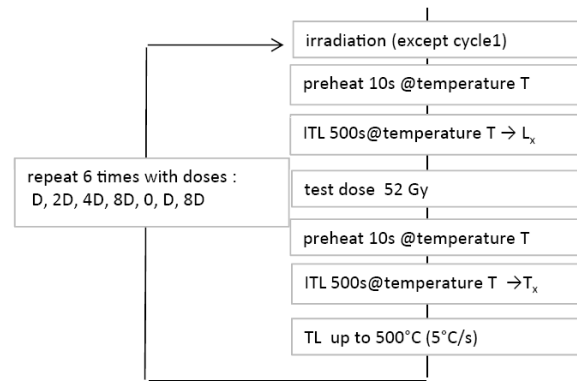 irradiation (except cycle1)
preheat 10s @temperature T
ITL 500s@temperature T → Lx
repeat 6 times with doses :
D, 2D, 4D, 8D, 0, D, 8D
test dose  52 Gy
preheat 10s @temperature T
ITL 500s@temperature T  →Tx
TL  up to 500°C (5°C/s)